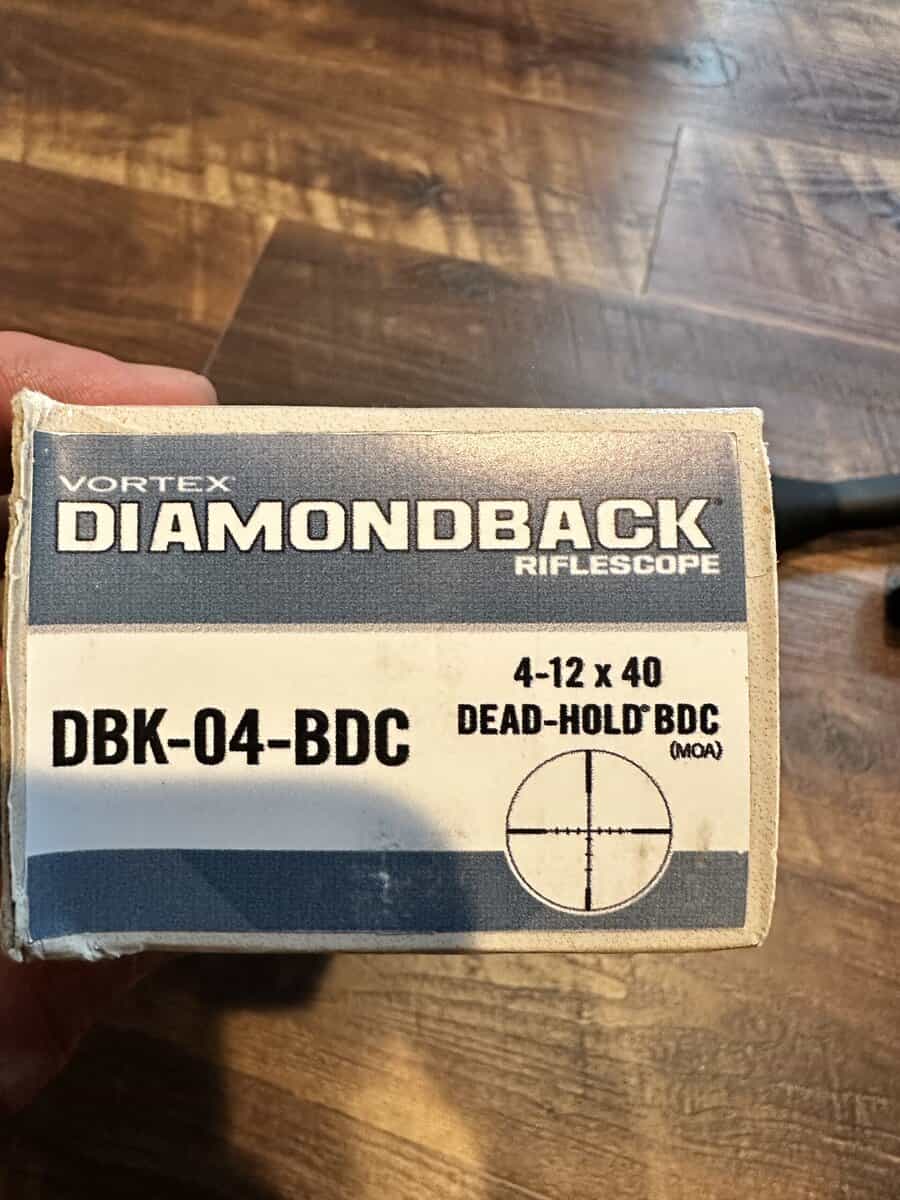 VORTEX®
DIAMONDBACK®
RIFLESCOPE
4-12 x 40
DBK-04-BDC
DEAD-HOLD® BDC
(MOA)